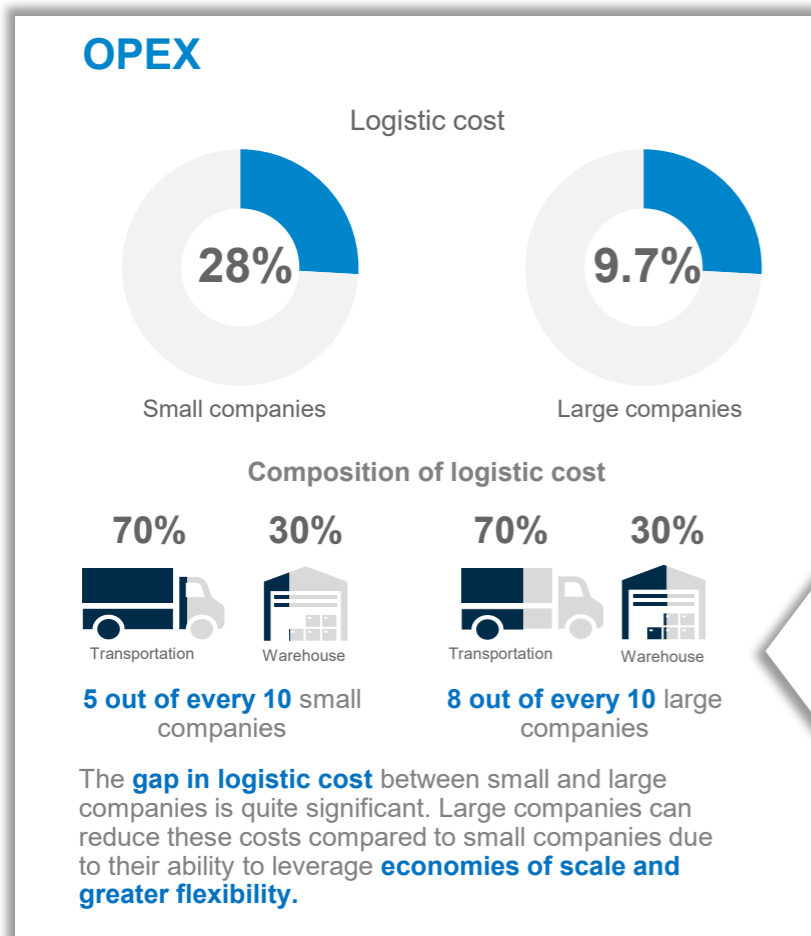 OPEX
Logistic cost
28%
9.7%
Small companies
Large companies
Composition of logistic cost
70%
30%
70%
30%
Transportation
Warehouse
Transportation
Warehouse
5 out of every 10 small
companies
8 out of every 10 large
companies
The gap in logistic cost between small and large
companies is quite significant. Large companies can
reduce these costs compared to small companies due
to their ability to leverage economies of scale and
greater flexibility.